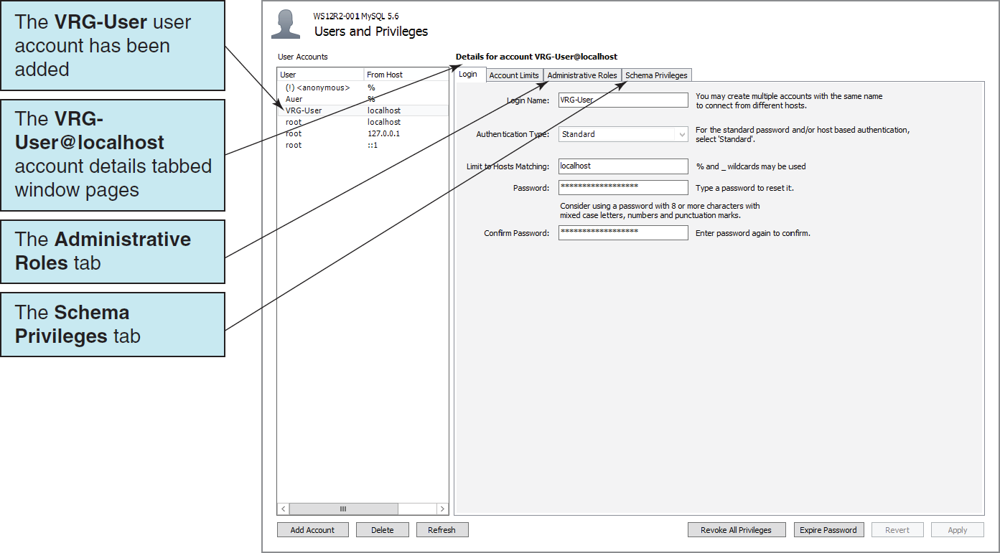 The VRG-User user
account has been
added
The VRG-
User@localhost
account details tabbed
window pages
The Administrative
Roles tab
The Schema
Privileges tab
WS12R2-001 MySQL 5.6
Users and Privileges
User Accounts
User From Host
(!) <anonymous> %
Auer %
VRG-User localhost
root localhost
root 127.0.0.1
root ::1
Add Account Delete Refresh
Details for account VRG-User@localhost
Login Account Limits Administrative Roles Schema Privileges
Login Name: VRG-User You may create multiple accounts with the same name
to connect from different hosts.
Authentication Type: Standard For the standard password and/or host based authentication,
select 'Standard'.
Limit to Hosts Matching: localhost % and _ wildcards may be used
Password: ****************** Type a password to reset it.
Consider using a password with 8 or more characters with
mixed case letters, numbers and punctuation marks.
Confirm Password: ****************** Enter password again to confirm.
Revoke All Privileges Expire Password Revert Apply